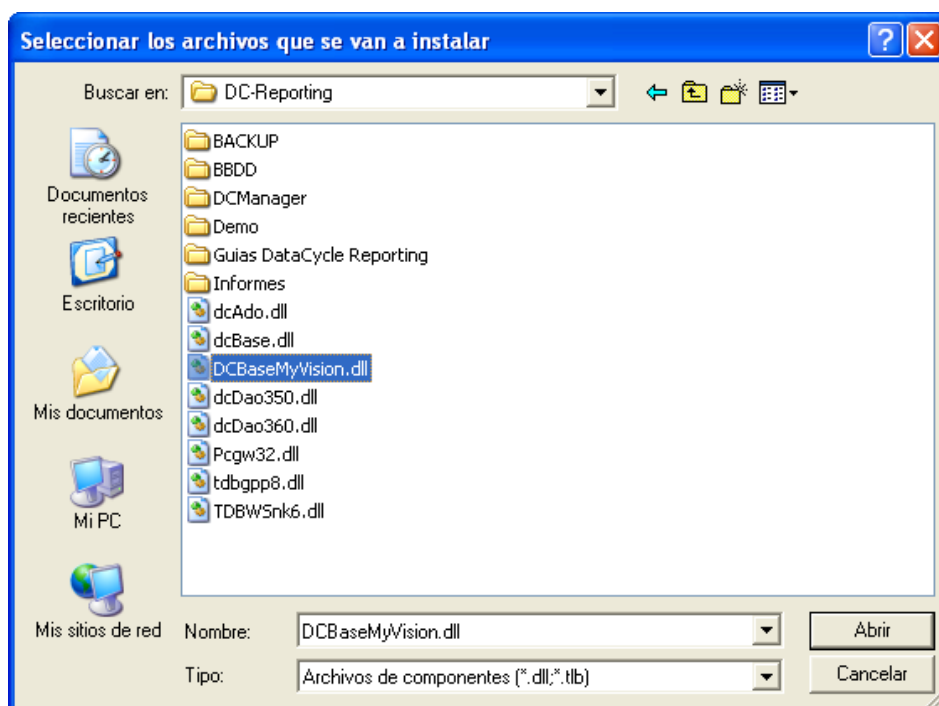 Seleccionar los archivos que se van a instalar
Buscar en:
DC-Reporting
Documentos
recientes
Escritorio
Mis documentos
Mi PC
Mis sitios de red
BACKUP
BBDD
DCManager
Demo
Guias DataCycle Reporting
Informes
dcAdo.dll
dcBase.dll
DCBaseMyVision.dll
dcDao350.dll
dcDao360.dll
Pcgw32.dll
tdbgpp8.dll
TDBWSnk6.dll
Nombre:
DCBaseMyVision.dll
Abrir
Tipo:
Archivos de componentes (*.dll;*.tlb)
Cancelar